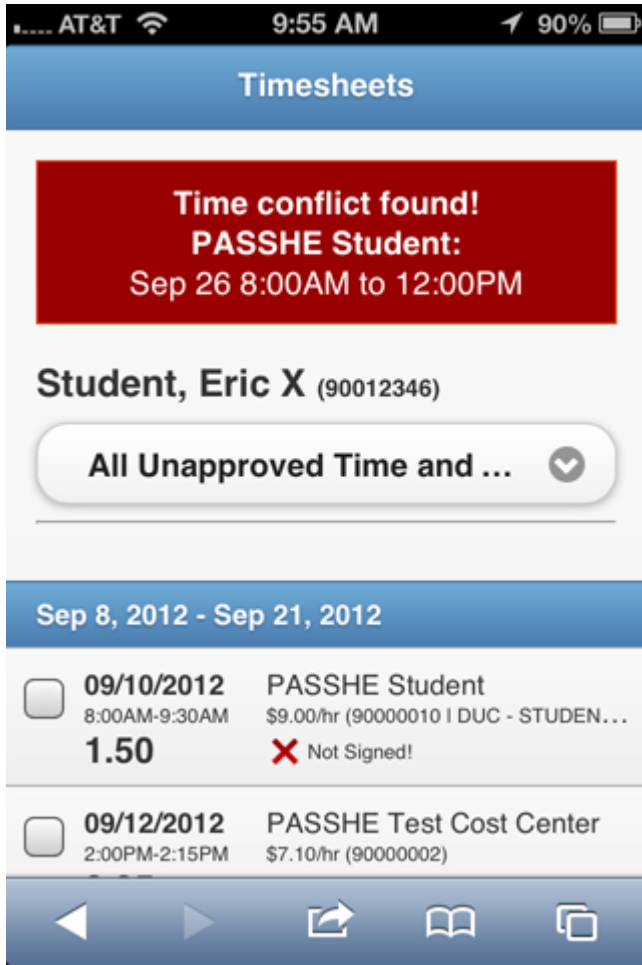 AT&T 9:55 AM 90%
Timesheets
Time conflict found!
PASSHE Student:
Sep 26 8:00AM to 12:00PM
Student, Eric X (90012346)
All Unapproved Time and ...
Sep 8, 2012 - Sep 21, 2012
09/10/2012 PASSHE Student
8:00AM-9:30AM $9.00/hr (90000010 | DUC - STUDEN...
1.50 Not Signed!
09/12/2012 PASSHE Test Cost Center
2:00PM-2:15PM $7.10/hr (90000002)